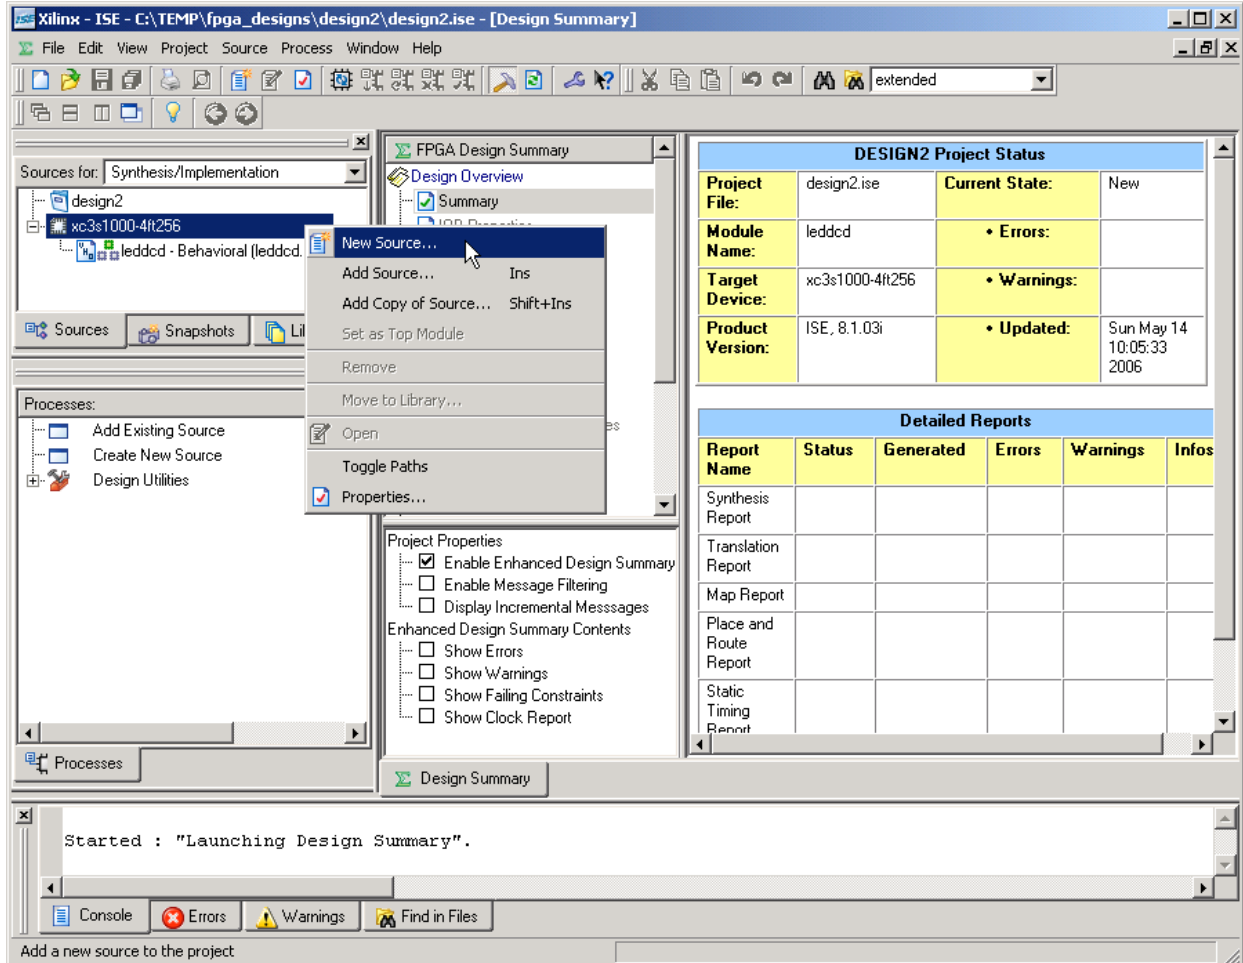 Xilinx - ISE - C:\TEMP\fpga_designs\design2\design2.ise - [Design Summary]
File Edit View Project Source Process Window Help
extended
Sources for: Synthesis/Implementation
design2
xc3s1000-4ft256
leddcd - Behavioral (leddcd.
Sources Snapshots Li
New Source...
Add Source... Ins
Add Copy of Source... Shift+Ins
Set as Top Module
Remove
Move to Library...
Open
Toggle Paths
Properties...
Processes:
Add Existing Source
Create New Source
Design Utilities
Processes
FPGA Design Summary
Design Overview
Summary
es
Project Properties
Enable Enhanced Design Summary
Enable Message Filtering
Display Incremental Messsages
Enhanced Design Summary Contents
Show Errors
Show Warnings
Show Failing Constraints
Show Clock Report
Design Summary
DESIGN2 Project Status
Project File: design2.ise Current State: New
Module Name: leddcd • Errors:
Target Device: xc3s1000-4ft256 • Warnings:
Product Version: ISE, 8.1.03i • Updated: Sun May 14 10:05:33 2006
Detailed Reports
Report Name Status Generated Errors Warnings Infos
Synthesis Report
Translation Report
Map Report
Place and Route Report
Static Timing Report
Started : "Launching Design Summary".
Console Errors Warnings Find in Files
Add a new source to the project